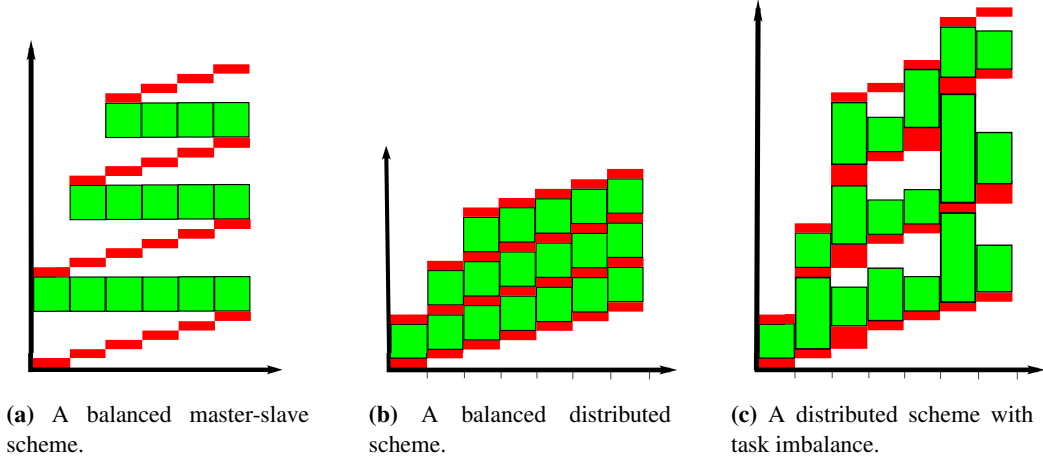 (a) A balanced master-slave
scheme.
(b) A balanced distributed
scheme.
(c) A distributed scheme with
task imbalance.